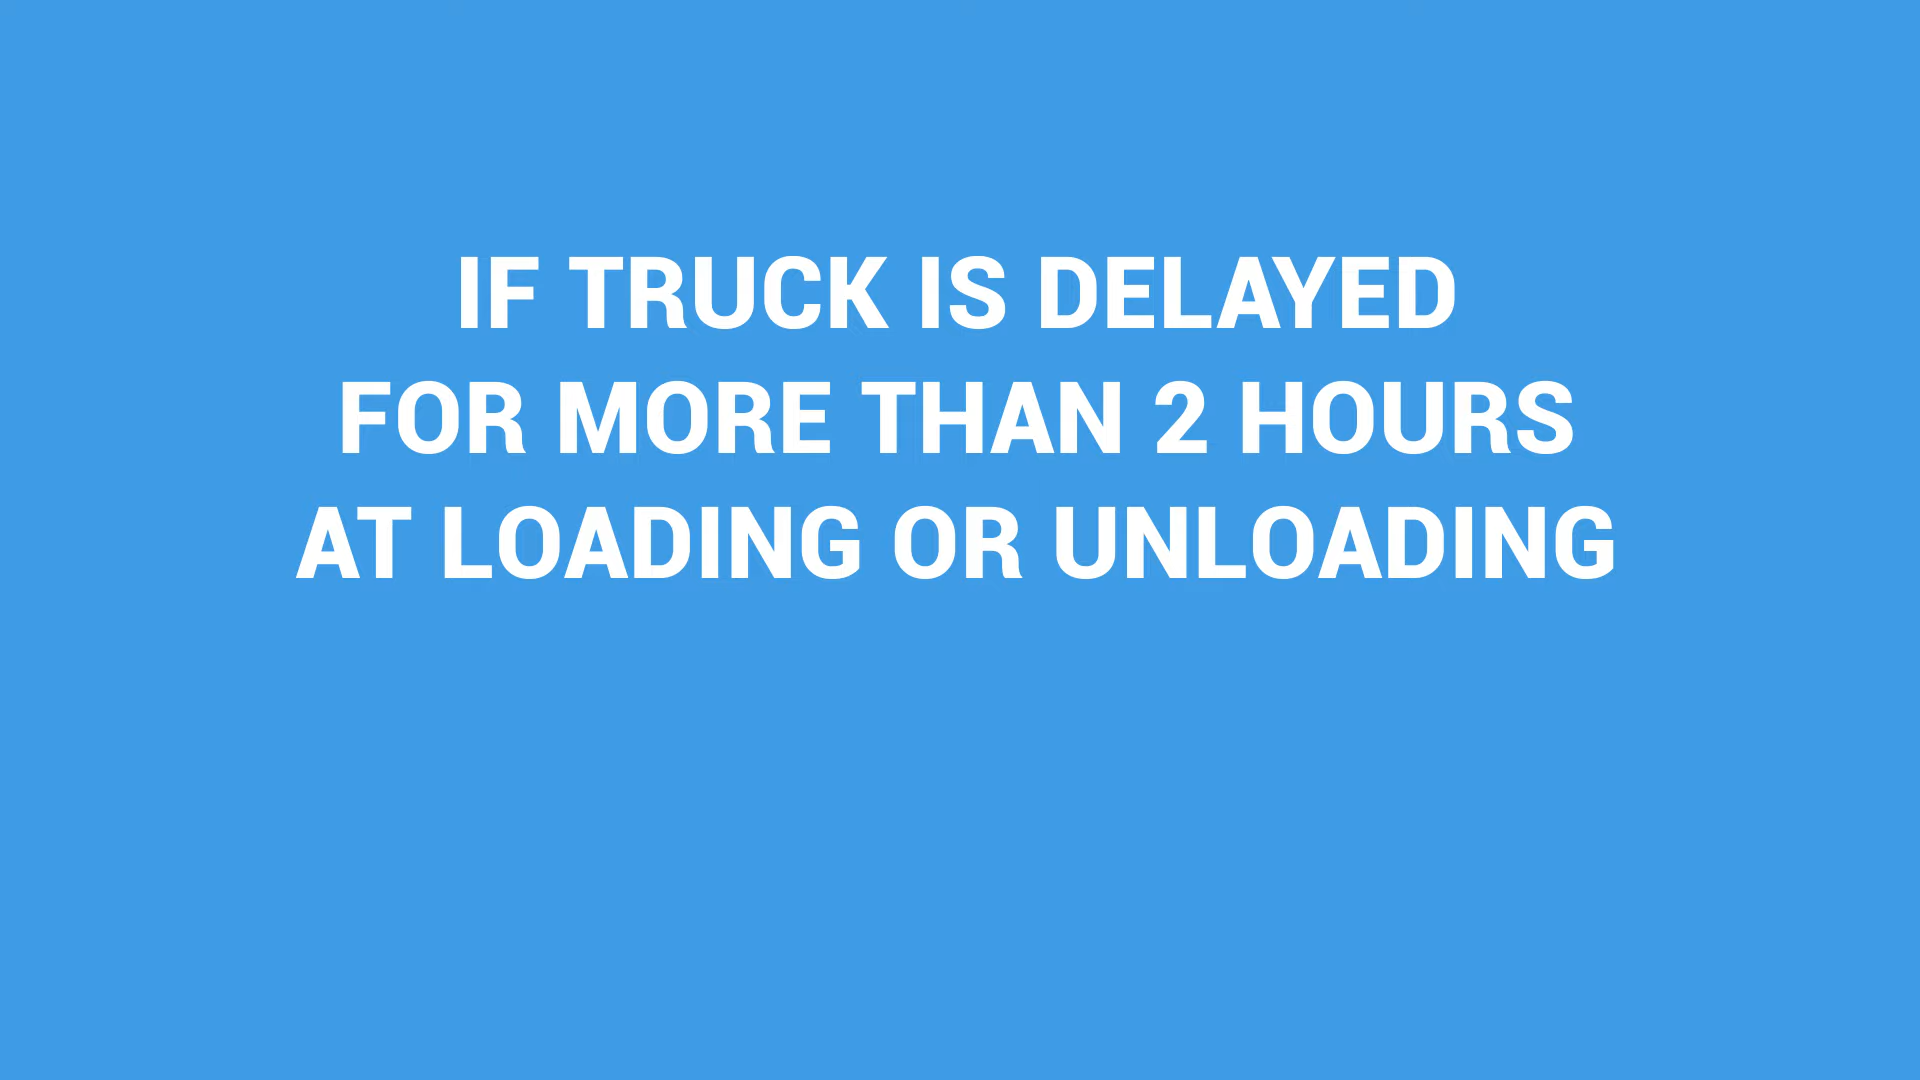 IF TRUCK IS DELAYED
FOR MORE THAN 2 HOURS
AT LOADING OR UNLOADING